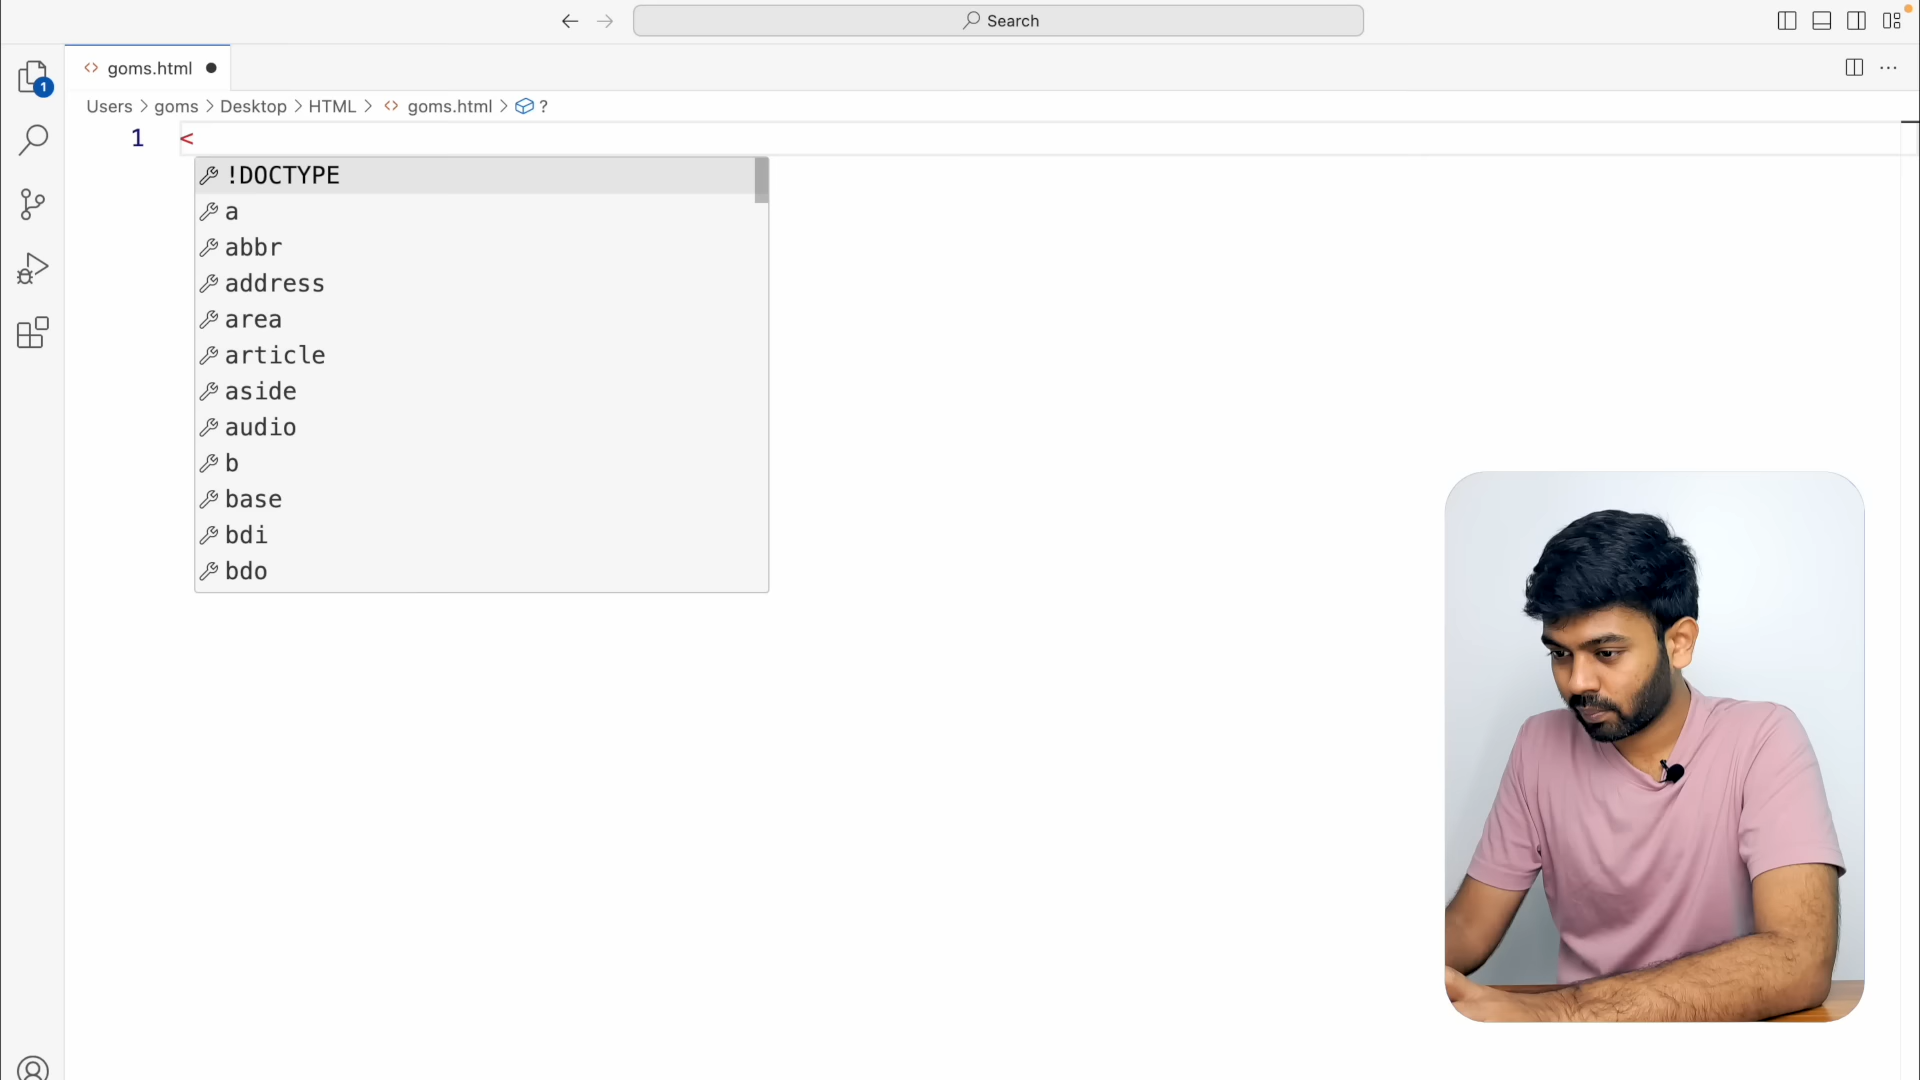 Search
goms.html
1
Users > goms > Desktop > HTML > <> goms.html > ?
1 <
!DOCTYPE
a
abbr
address
area
article
aside
audio
b
base
bdi
bdo